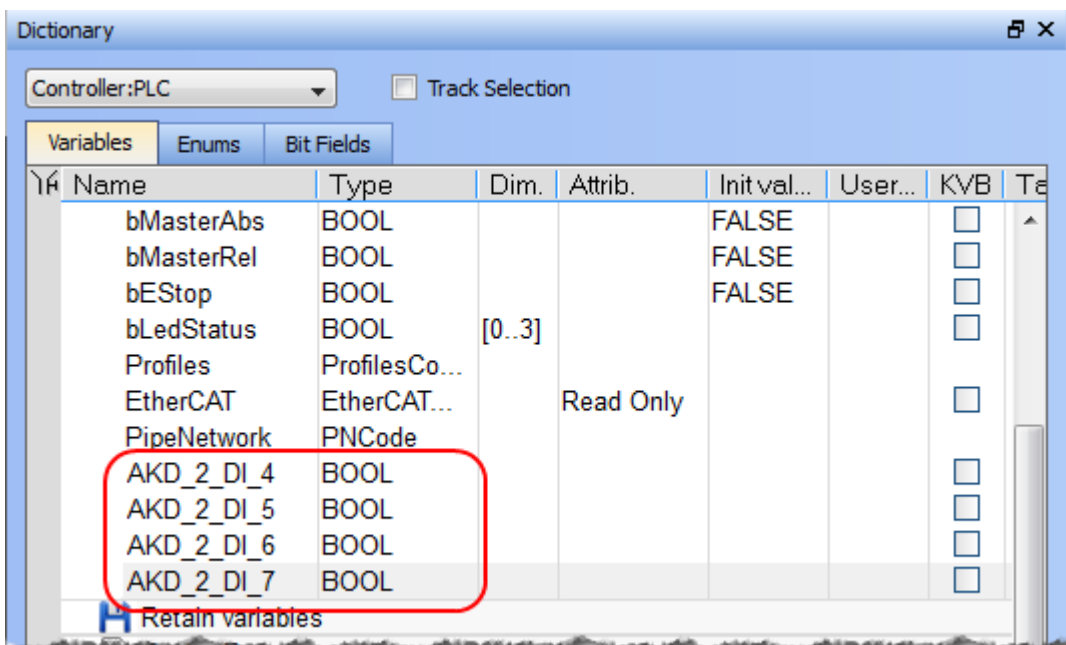 Dictionary
Controller:PLC Track Selection
Variables Enums Bit Fields
Name Type Dim. Attrib. Init val... User... KVB Ta
bMasterAbs BOOL FALSE
bMasterRel BOOL FALSE
bEStop BOOL FALSE
bLedStatus BOOL [0..3]
Profiles ProfilesCo...
EtherCAT EtherCAT... Read Only
PipeNetwork PNCode
AKD_2_DI_4 BOOL
AKD_2_DI_5 BOOL
AKD_2_DI_6 BOOL
AKD_2_DI_7 BOOL
Retain variables